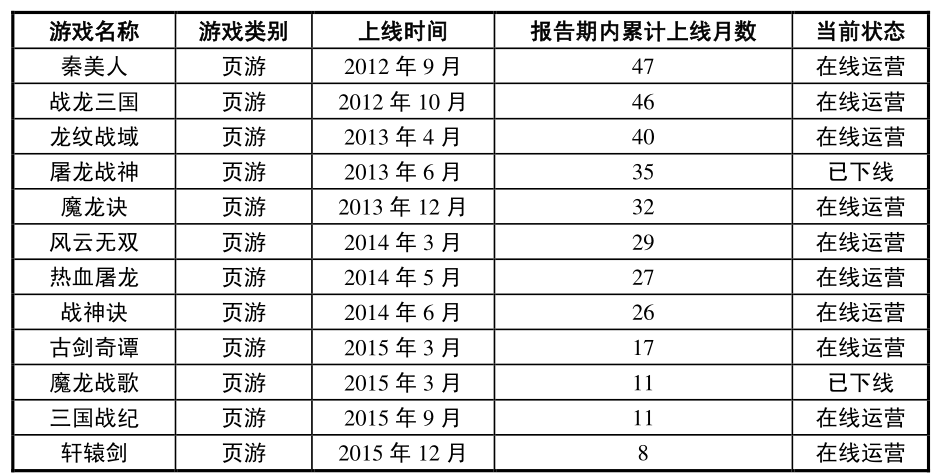 游戏名称 游戏类别 上线时间 报告期内累计上线月数 当前状态
秦美人 页游 2012 年 9 月 47 在线运营
战龙三国 页游 2012 年 10 月 46 在线运营
龙纹战域 页游 2013 年 4 月 40 在线运营
屠龙战神 页游 2013 年 6 月 35 已下线
魔龙诀 页游 2013 年 12 月 32 在线运营
风云无双 页游 2014 年 3 月 29 在线运营
热血屠龙 页游 2014 年 5 月 27 在线运营
战神诀 页游 2014 年 6 月 26 在线运营
古剑奇谭 页游 2015 年 3 月 17 在线运营
魔龙战歌 页游 2015 年 3 月 11 已下线
三国战纪 页游 2015 年 9 月 11 在线运营
轩辕剑 页游 2015 年 12 月 8 在线运营